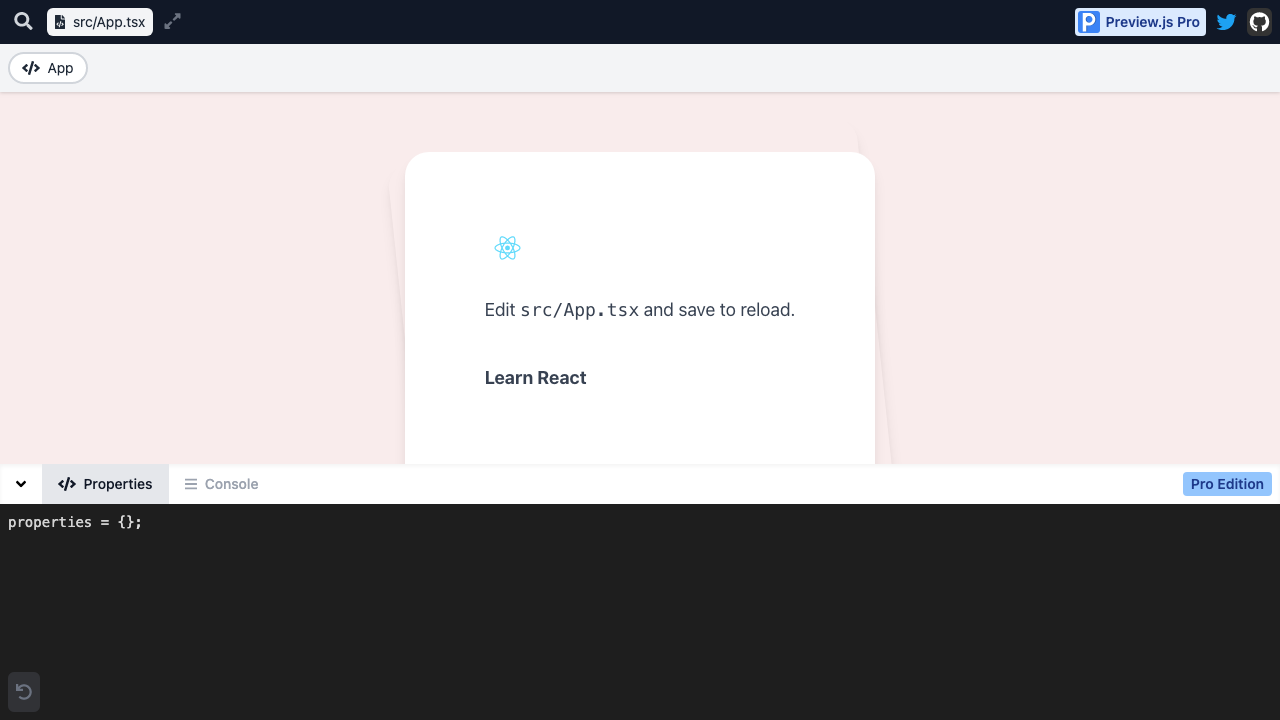 src/App.tsx
Preview.js Pro
App
Edit src/App.tsx and save to reload.
Learn React
Properties
Console
Pro Edition
properties = {};